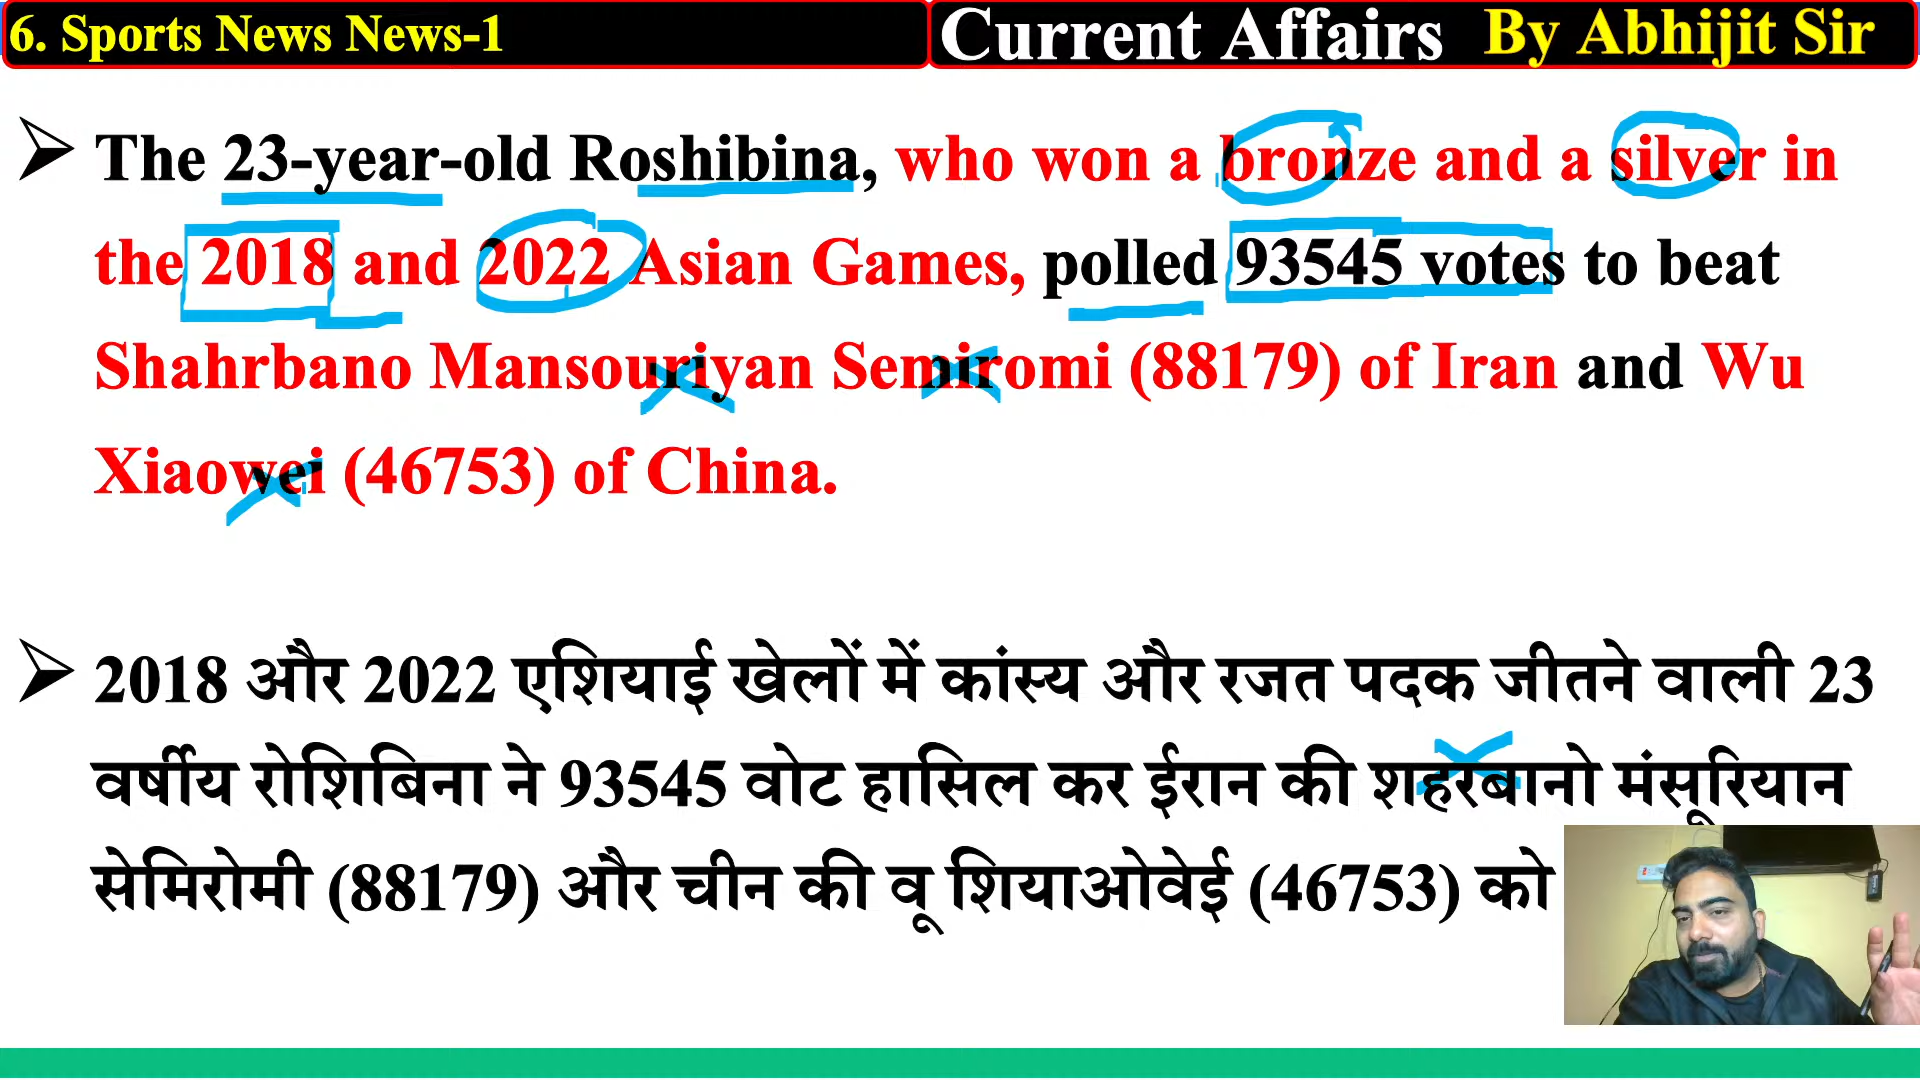 6. Sports News News-1
Current Affairs By Abhijit Sir
The 23-year-old Roshibina, who won a bronze and a silver in
the 2018 and 2022 Asian Games, polled 93545 votes to beat
Shahrbano Mansouriyan Semiromi (88179) of Iran and Wu
Xiaowei (46753) of China.
2018 और 2022 एशियाई खेलों में कांस्य और रजत पदक जीतने वाली 23
वर्षीय रोशिबिना ने 93545 वोट हासिल कर ईरान की शहरबानो मंसूरियान
सेमिरोमी (88179) और चीन की वू शियाओवेई (46753) को